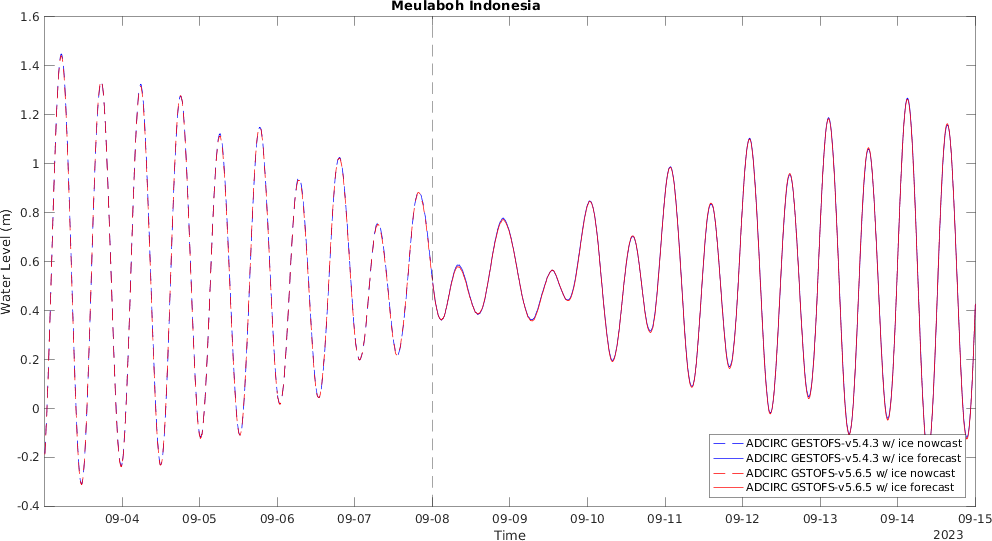 Meulaboh Indonesia
Water Level (m)
1.6
1.4
1.2
1
0.8
0.6
0.4
0.2
0
-0.2
-0.4
ADCIRC GESTOFS-v5.4.3 w/ ice nowcast
ADCIRC GESTOFS-v5.4.3 w/ ice forecast
ADCIRC GSTOFS-v5.6.5 w/ ice nowcast
ADCIRC GSTOFS-v5.6.5 w/ ice forecast
09-04 09-05 09-06 09-07 09-08 09-09 09-10 09-11 09-12 09-13 09-14 09-15
Time
2023